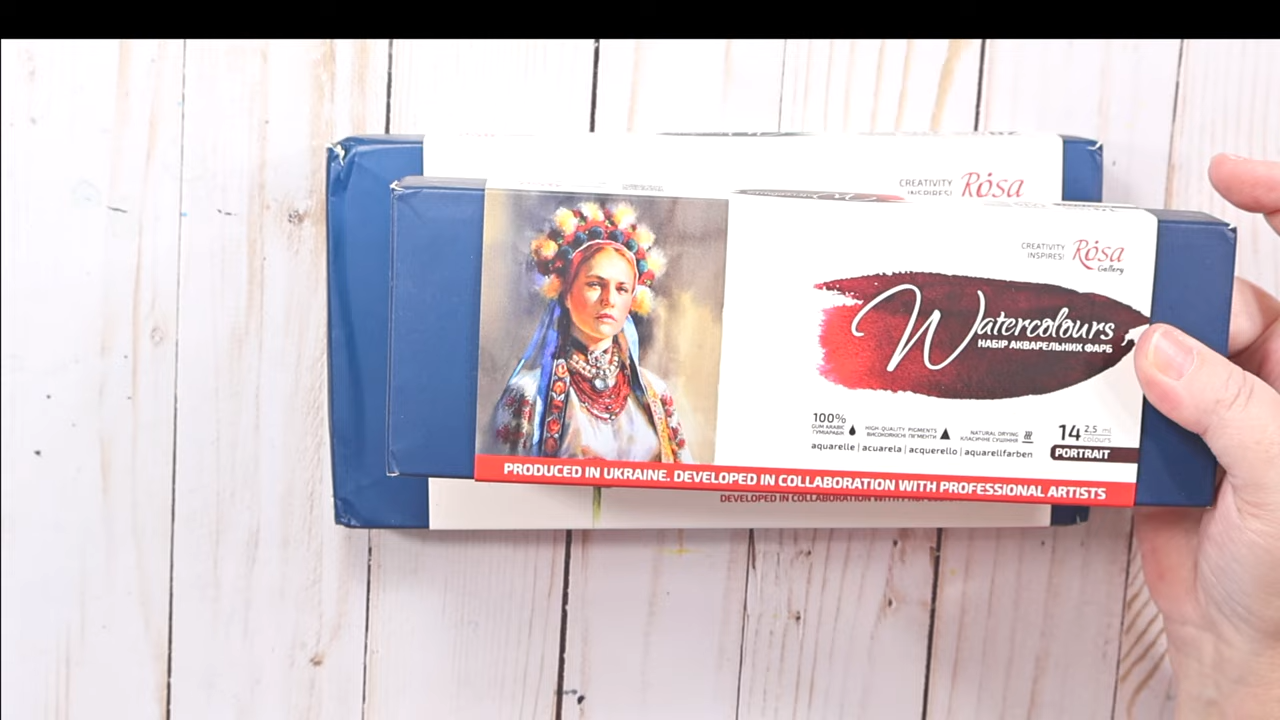 CREATIVITY
INSPIRES!
Rósa
CREATIVITY
INSPIRES!
Rósa
Gallery
Watercolours
НАБІР АКВАРЕЛЬНИХ ФАРБ
100%
GUM ARABIC
ГУМІАРАБІК
HIGH-QUALITY PIGMENTS
ВИСОКОЯКІСНІ ПІГМЕНТИ
NATURAL DRYING
КЛАСИЧНЕ СУШІННЯ
14 2,5 ml
colours
PORTRAIT
aquarelle | acuarela | acquerello | aquarellfarben
PRODUCED IN UKRAINE. DEVELOPED IN COLLABORATION WITH PROFESSIONAL ARTISTS
DEVELOPED IN COLLABORATION WITH